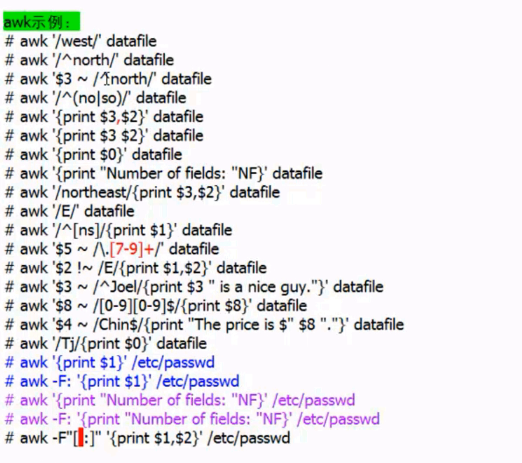 awk示例：
# awk '/west/' datafile
# awk '/^north/' datafile
# awk '$3 ~ /^north/' datafile
# awk '/^(no|so)/' datafile
# awk '{print $3,$2}' datafile
# awk '{print $3 $2}' datafile
# awk '{print $0}' datafile
# awk '{print "Number of fields: "NF}' datafile
# awk '/northeast/{print $3,$2}' datafile
# awk '/E/' datafile
# awk '/^[ns]/{print $1}' datafile
# awk '$5 ~ /\.[7-9]+/' datafile
# awk '$2 !~ /E/{print $1,$2}' datafile
# awk '$3 ~ /^Joel/{print $3 " is a nice guy."}' datafile
# awk '$8 ~ /[0-9][0-9]$/{print $8}' datafile
# awk '$4 ~ /Chin$/{print "The price is $" $8 "."}' datafile
# awk '/Tj/{print $0}' datafile
# awk '{print $1}' /etc/passwd
# awk -F: '{print $1}' /etc/passwd
# awk '{print "Number of fields: "NF}' /etc/passwd
# awk -F: '{print "Number of fields: "NF}' /etc/passwd
# awk -F"[ :]" '{print $1,$2}' /etc/passwd